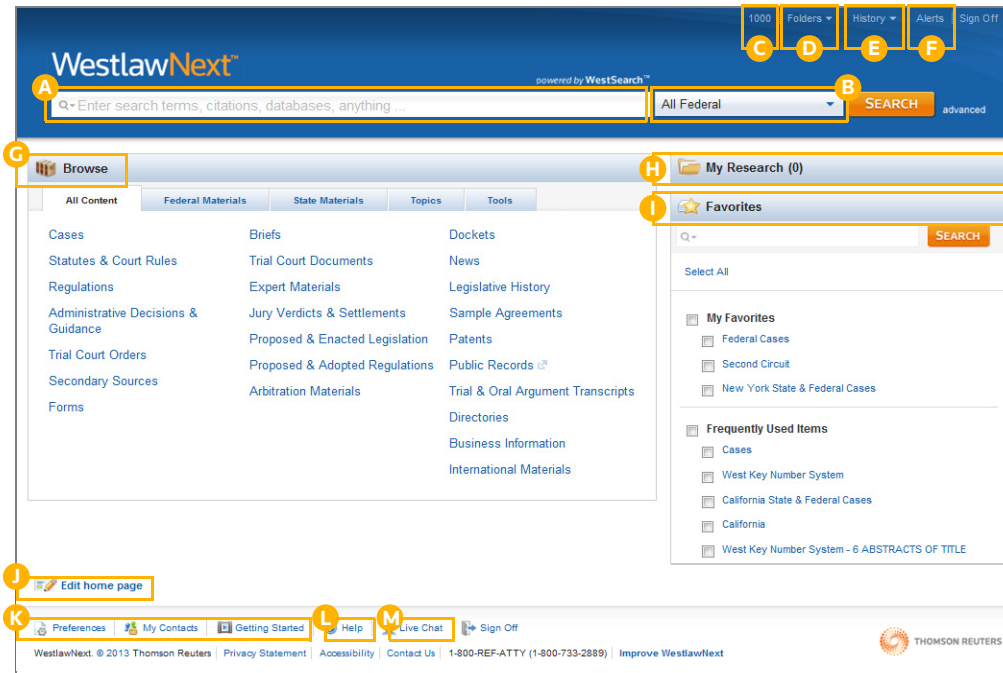 1000 Folders History Alerts Sign Off
C D E F
WestlawNext™
powered by WestSearch™
A B
Enter search terms, citations, databases, anything ...
All Federal
SEARCH
advanced
G
Browse
All Content Federal Materials State Materials Topics Tools
Cases Briefs Dockets
Statutes & Court Rules Trial Court Documents News
Regulations Expert Materials Legislative History
Administrative Decisions & Jury Verdicts & Settlements Sample Agreements
Guidance
Proposed & Enacted Legislation Patents
Trial Court Orders Proposed & Adopted Regulations Public Records
Secondary Sources Arbitration Materials Trial & Oral Argument Transcripts
Forms
Directories
Business Information
International Materials
H
My Research (0)
I
Favorites
SEARCH
Select All
My Favorites
Federal Cases
Second Circuit
New York State & Federal Cases
Frequently Used Items
Cases
West Key Number System
California State & Federal Cases
California
West Key Number System - 6 ABSTRACTS OF TITLE
J
Edit home page
K L M
Preferences My Contacts Getting Started Help Live Chat Sign Off
WestlawNext. © 2013 Thomson Reuters Privacy Statement Accessibility Contact Us 1-800-REF-ATTY (1-800-733-2889) Improve WestlawNext
THOMSON REUTERS